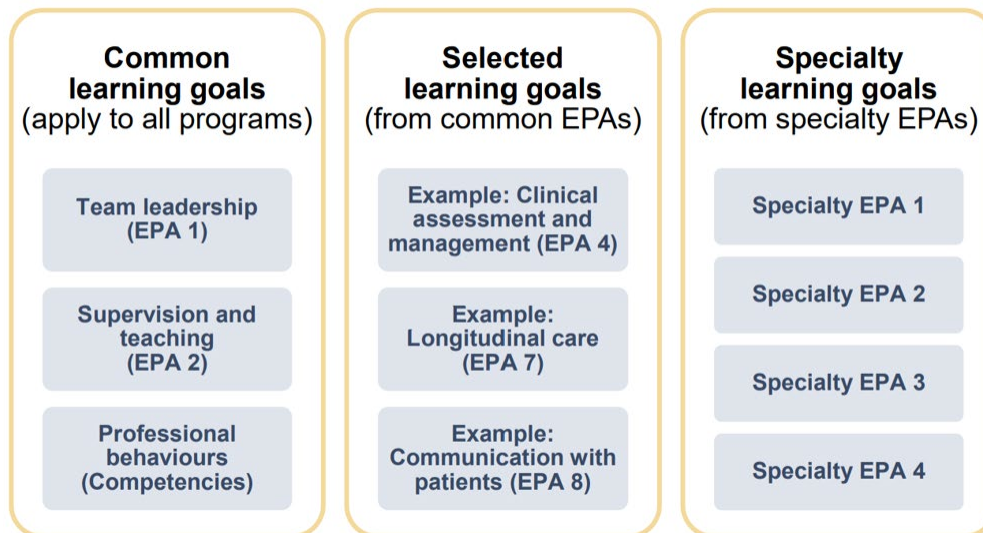 Common
learning goals
(apply to all programs)
Team leadership
(EPA 1)
Supervision and
teaching
(EPA 2)
Professional
behaviours
(Competencies)
Selected
learning goals
(from common EPAs)
Example: Clinical
assessment and
management (EPA 4)
Example:
Longitudinal care
(EPA 7)
Example:
Communication with
patients (EPA 8)
Specialty
learning goals
(from specialty EPAs)
Specialty EPA 1
Specialty EPA 2
Specialty EPA 3
Specialty EPA 4